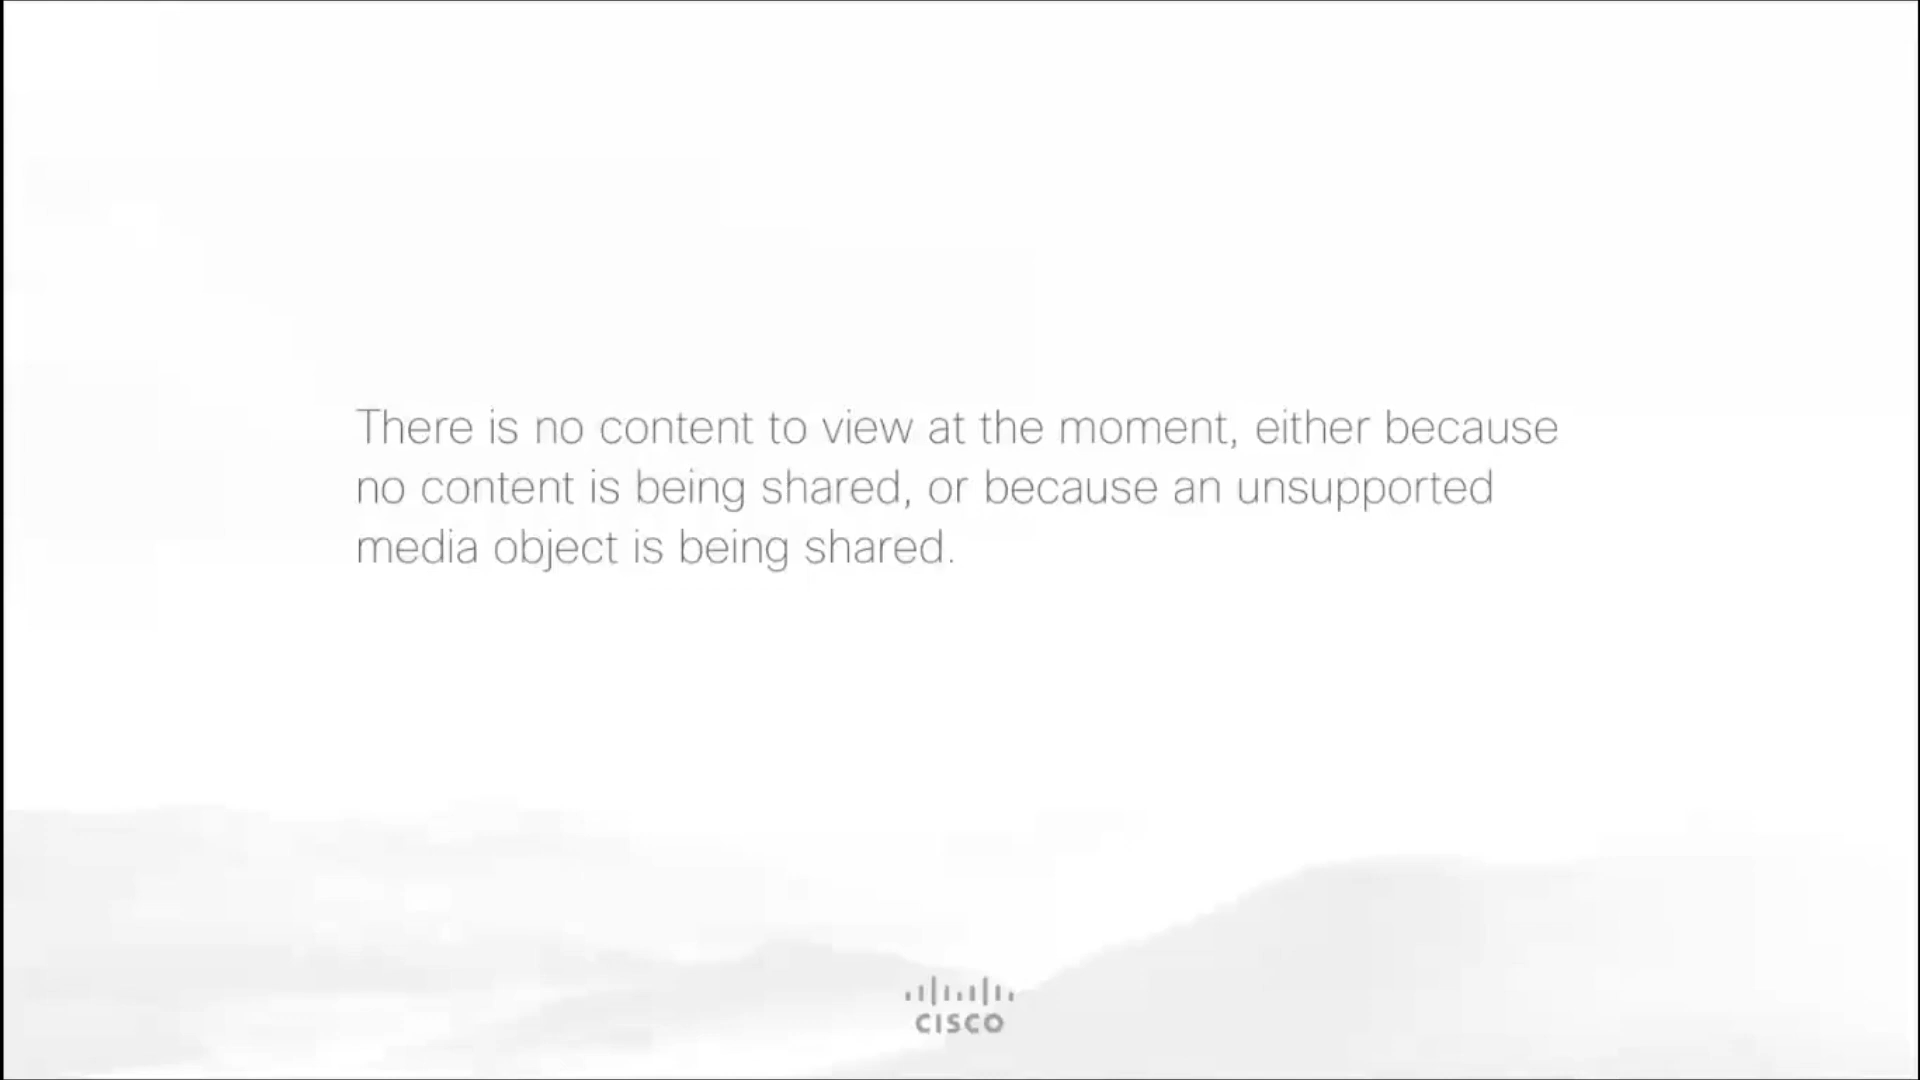 There is no content to view at the moment, either because
no content is being shared, or because an unsupported
media object is being shared.
CISCO